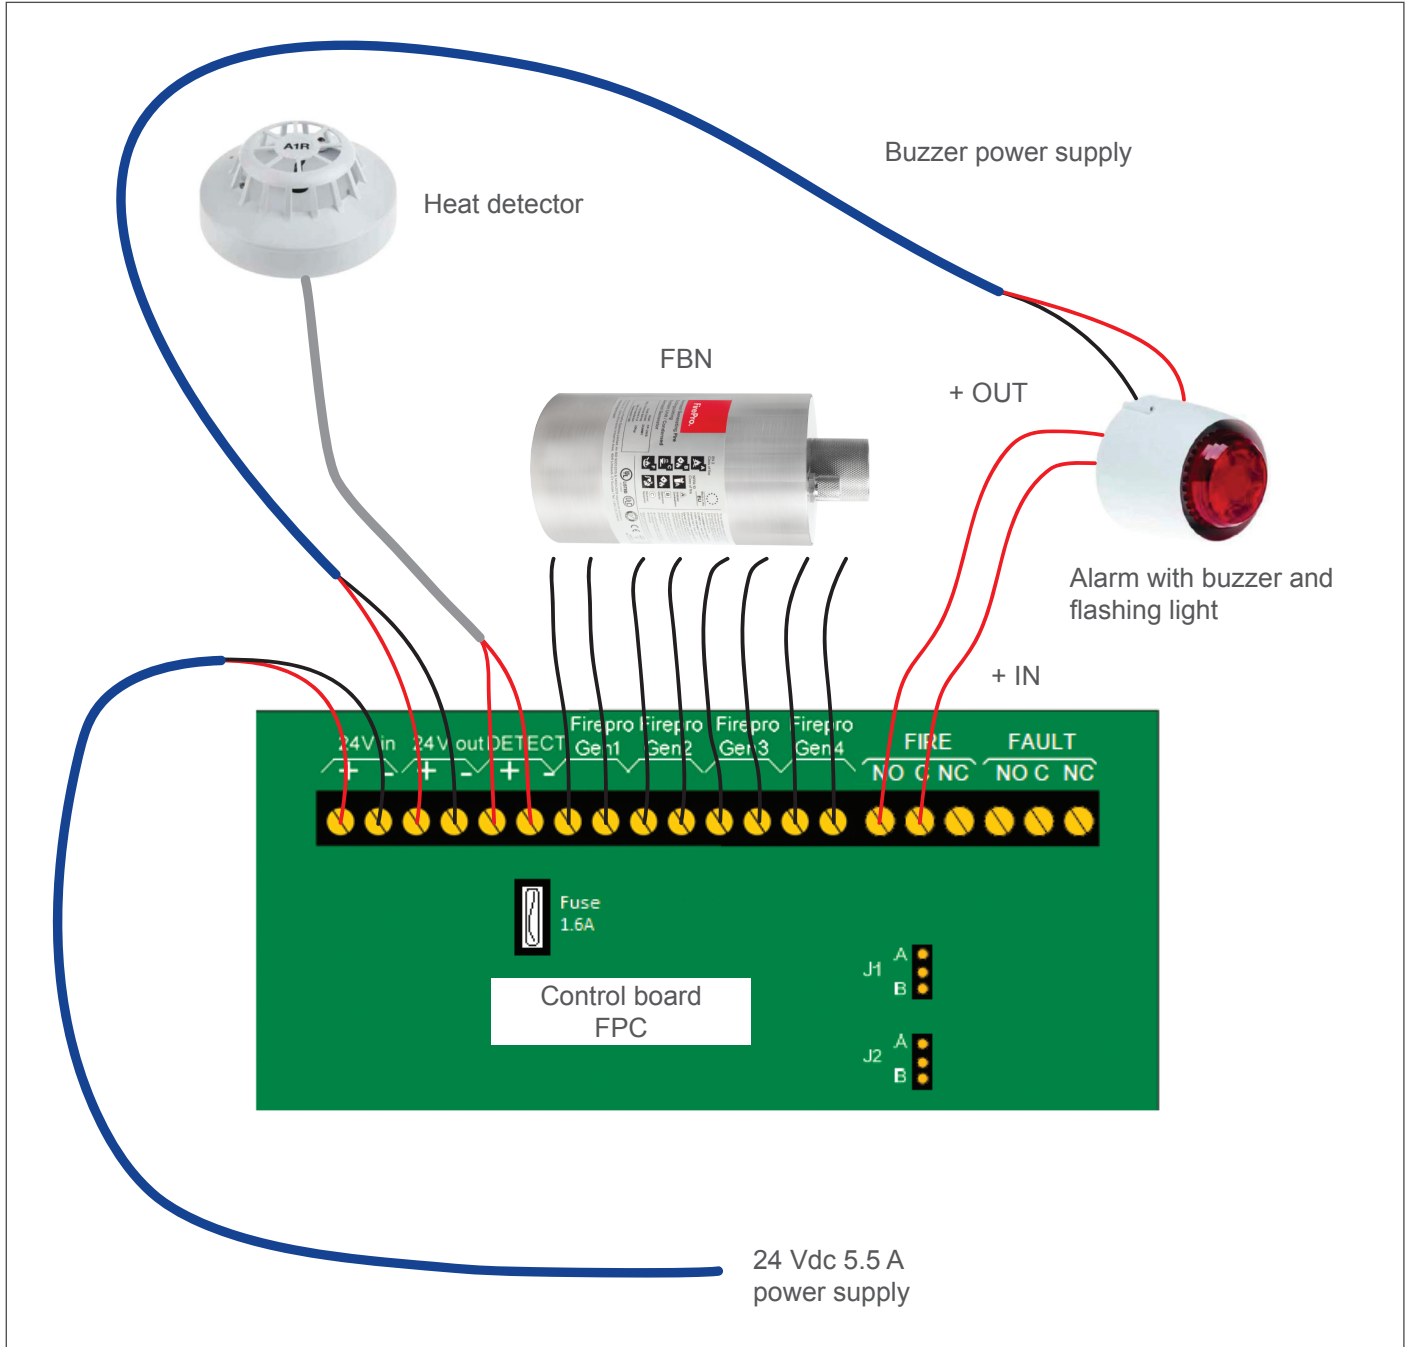 Buzzer power supply
A1R
Heat detector
FBN
FirePro.
+ OUT
Alarm with buzzer and
flashing light
+ IN
24V in
24V out
DETECT
Firepro
Gen1
Firepro
Gen2
Firepro
Gen3
Firepro
Gen4
FIRE
FAULT
+ - + - + -
NO C NC
NO C NC
Fuse
1.6A
Control board
FPC
J1
A
B
J2
A
B
24 Vdc 5.5 A
power supply